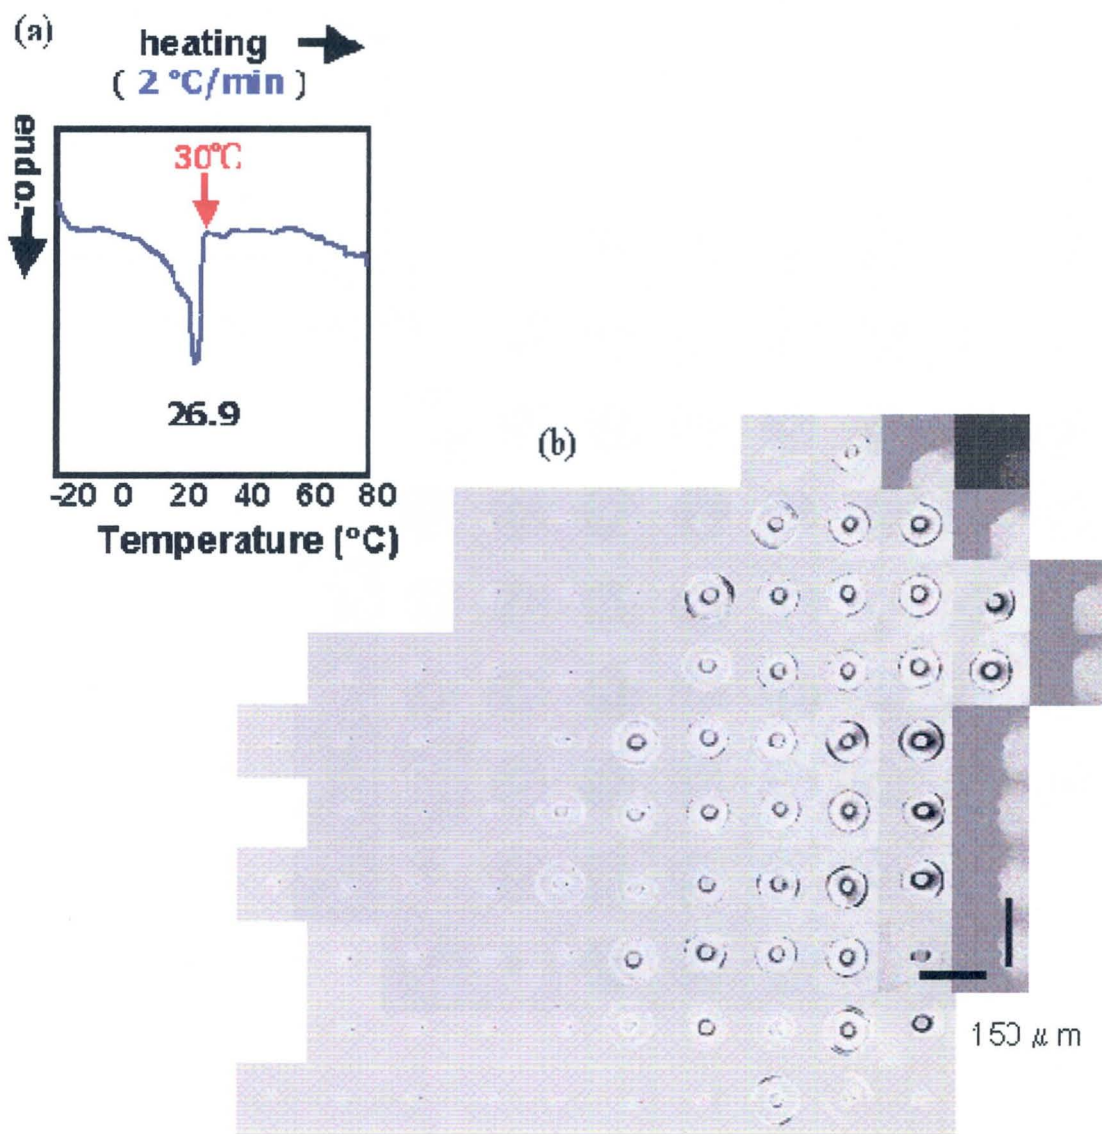 (a)
heating
( 2 °C/min )
endo.
30℃
26.9
-20 0 20 40 60 80
Temperature (°C)
(b)
150 μm